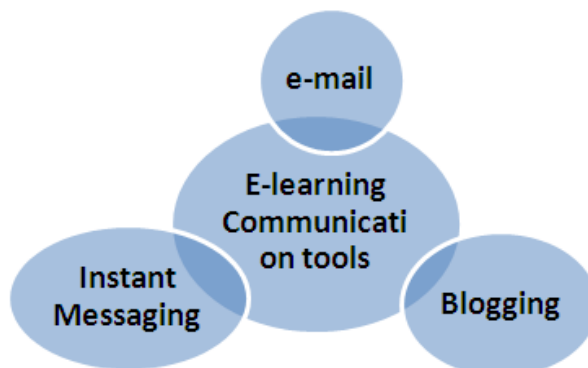 e-mail
E-learning
Communicati
on tools
Instant
Messaging
Blogging